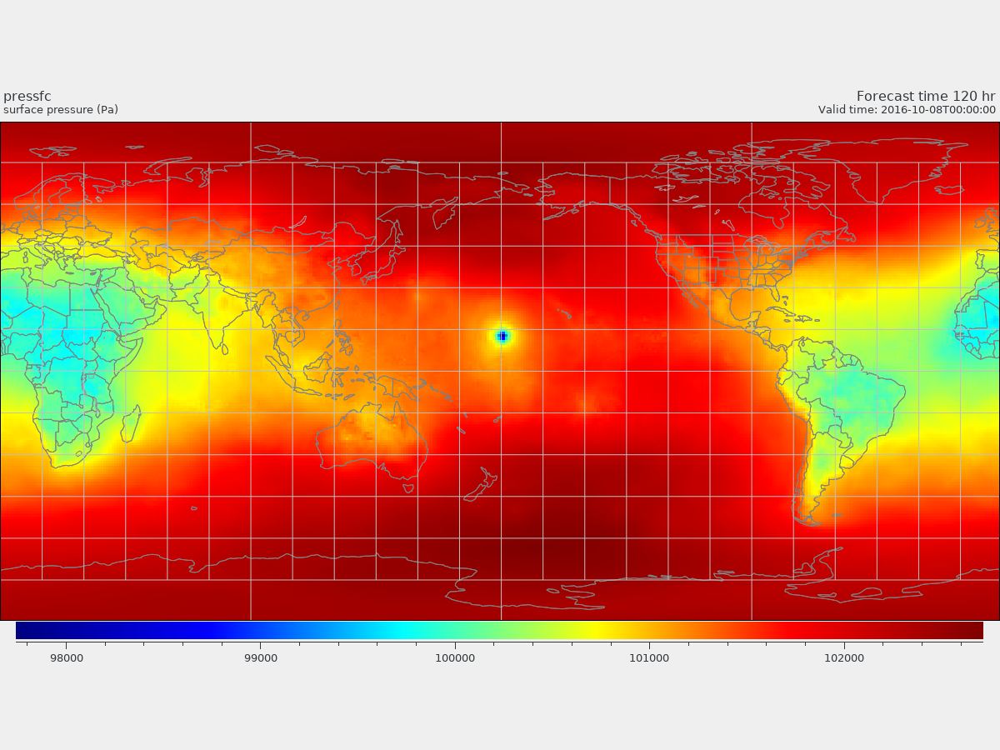 pressfc
surface pressure (Pa)
Forecast time 120 hr
Valid time: 2016-10-08T00:00:00
98000 99000 100000 101000 102000